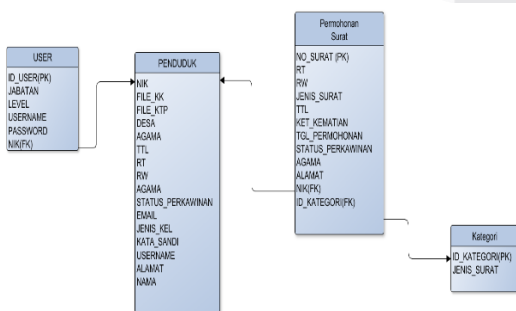 USER
ID_USER(PK)
JABATAN
LEVEL
USERNAME
PASSWORD
NIK(FK)
PENDUDUK
NIK
FILE_KK
FILE_KTP
DESA
AGAMA
TTL
RT
RW
AGAMA
STATUS_PERKAWINAN
EMAIL
JENIS_KEL
KATA_SANDI
USERNAME
ALAMAT
NAMA
Permohonan
Surat
NO_SURAT (PK)
RT
RW
JENIS_SURAT
TTL
KET_KEMATIAN
TGL_PERMOHONAN
STATUS_PERKAWINAN
AGAMA
ALAMAT
NIK(FK)
ID_KATEGORI(FK)
Kategori
ID_KATEGORI(PK)
JENIS_SURAT